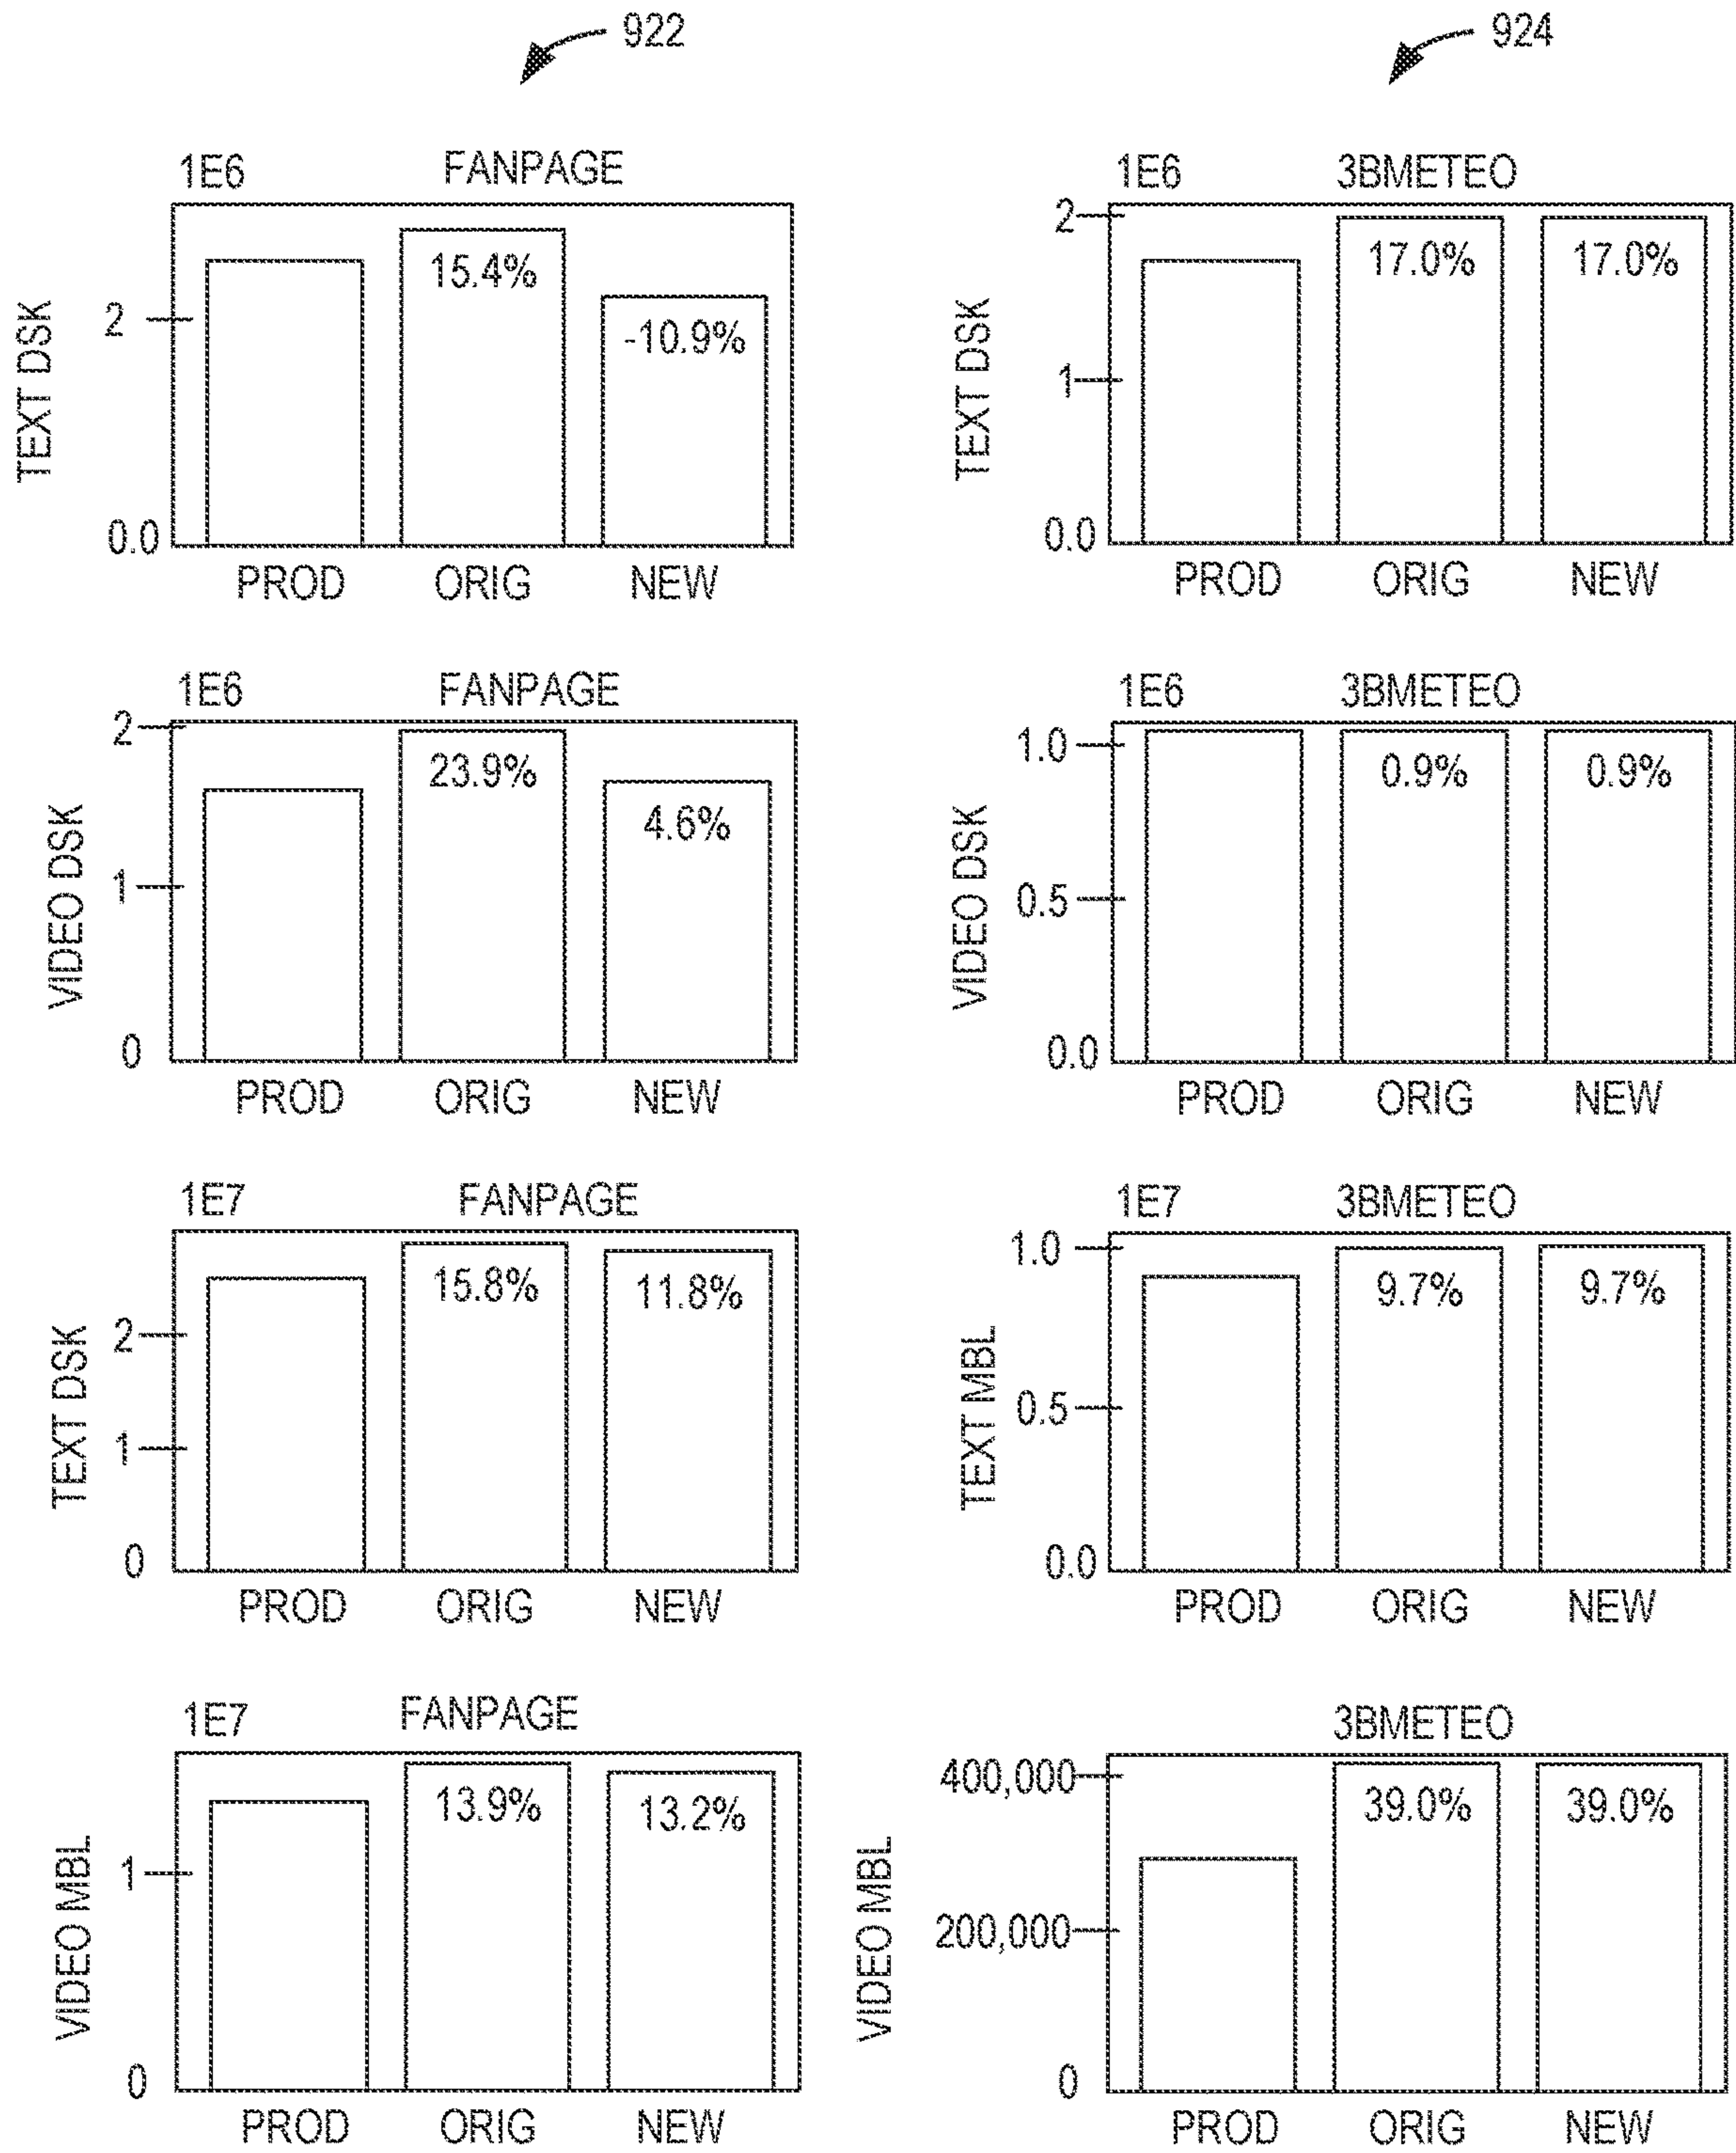 922
924
1E6 FANPAGE
TEXT DSK
2
0.0
15.4%
-10.9%
PROD ORIG NEW
1E6 3BMETEO
TEXT DSK
2
1
0.0
17.0% 17.0%
PROD ORIG NEW
1E6 FANPAGE
VIDEO DSK
2
1
0
23.9%
4.6%
PROD ORIG NEW
1E6 3BMETEO
VIDEO DSK
1.0
0.5
0.0
0.9% 0.9%
PROD ORIG NEW
1E7 FANPAGE
TEXT DSK
2
1
0
15.8% 11.8%
PROD ORIG NEW
1E7 3BMETEO
TEXT MBL
1.0
0.5
0.0
9.7% 9.7%
PROD ORIG NEW
1E7 FANPAGE
VIDEO MBL
1
0
13.9% 13.2%
PROD ORIG NEW
3BMETEO
VIDEO MBL
400,000
200,000
0
39.0% 39.0%
PROD ORIG NEW